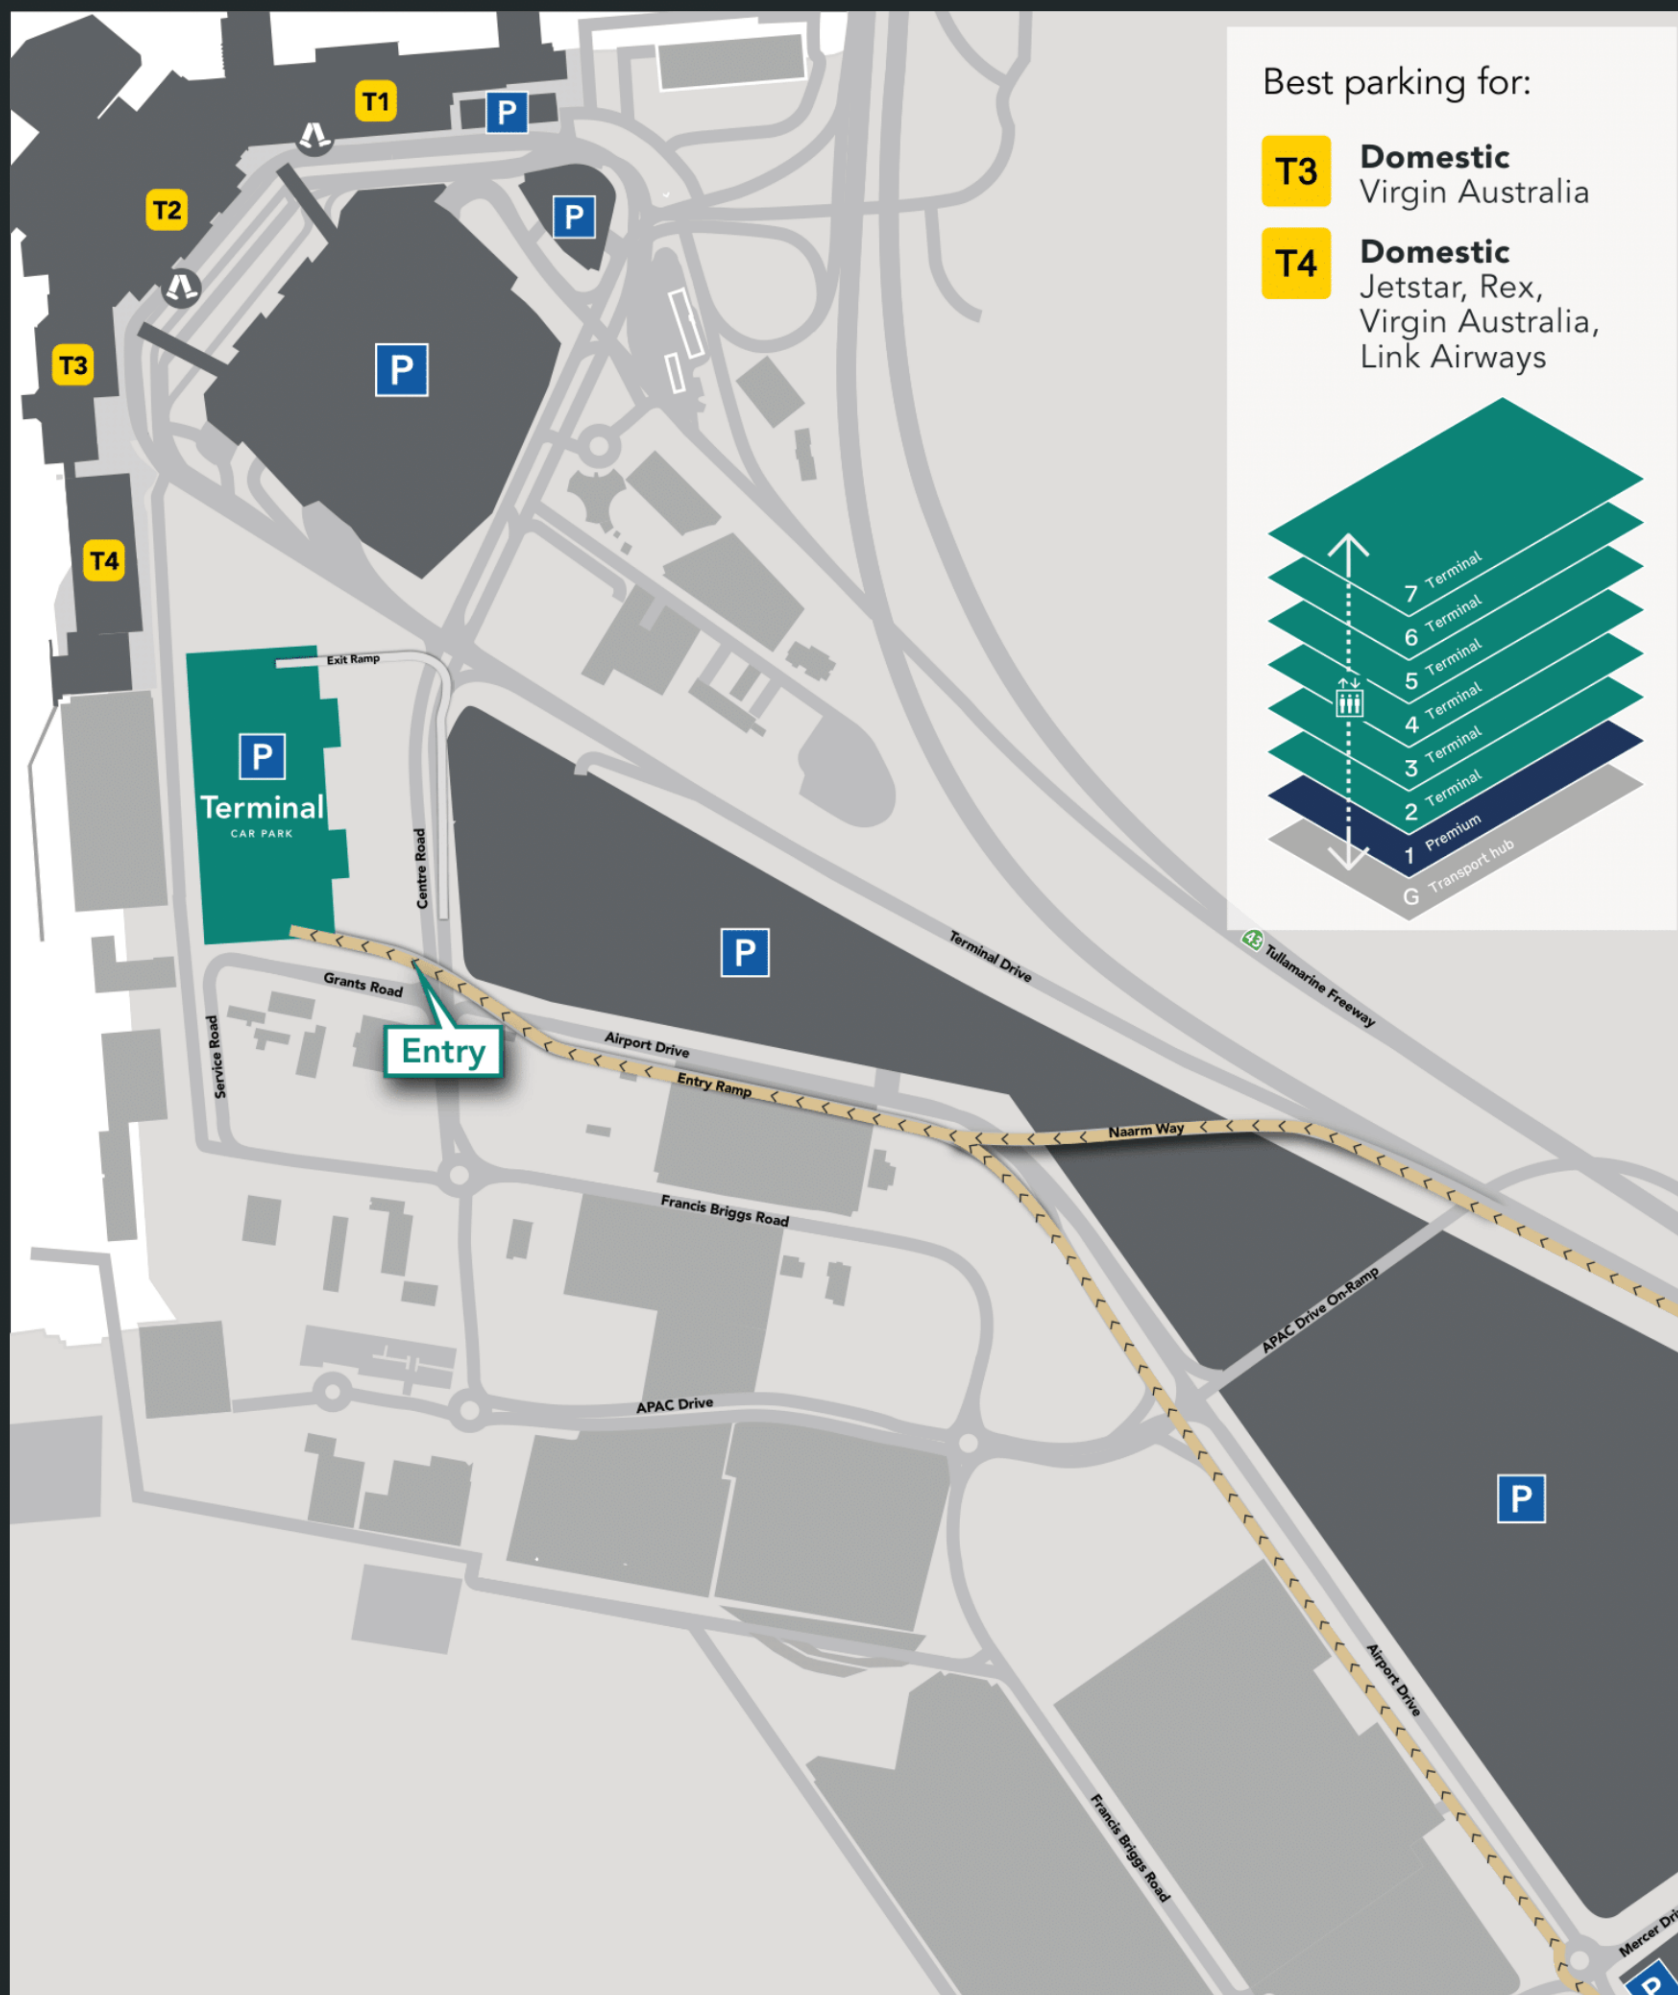 T1
P
P
T2
T3
P
T4
Exit Ramp
P
Terminal
CAR PARK
Centre Road
P
Terminal Drive
43 Tullamarine Freeway
Grants Road
Entry
Airport Drive
Entry Ramp
Naarm Way
Service Road
Francis Briggs Road
APAC Drive On-Ramp
APAC Drive
P
Airport Drive
Francis Briggs Road
Mercer Dri
P
Best parking for:
T3
Domestic
Virgin Australia
T4
Domestic
Jetstar, Rex,
Virgin Australia,
Link Airways
7 Terminal
6 Terminal
5 Terminal
4 Terminal
3 Terminal
2 Terminal
1 Premium
G Transport hub